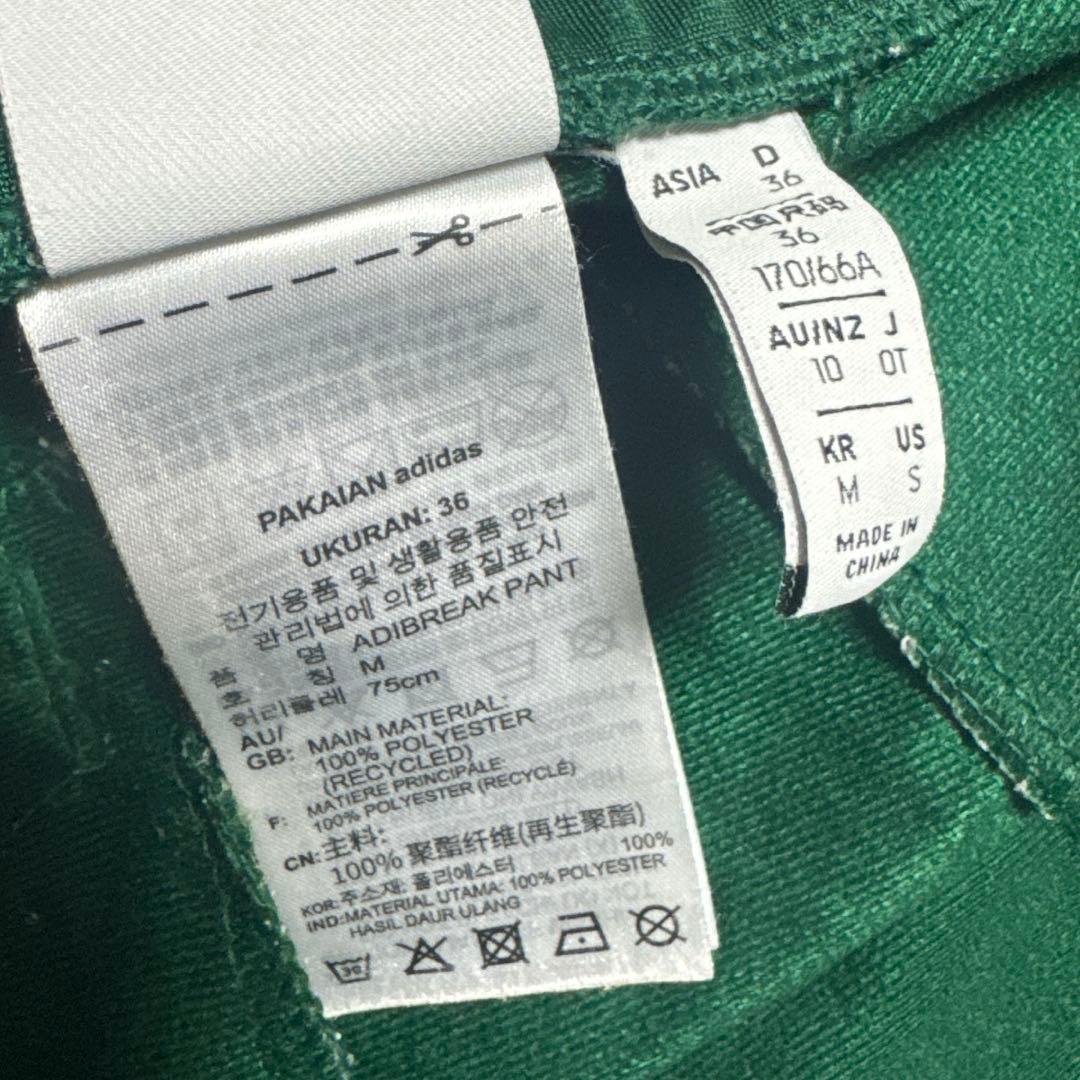 PAKAIAN adidas
UKURAN: 36
전기용품 및 생활용품 안전
관리법에 의한 품질표시
품 명 ADIBREAK PANT
호 칭 M
허리둘레 75cm
AU/
GB: MAIN MATERIAL:
100% POLYESTER
(RECYCLED)
F: MATIERE PRINCIPALE:
100% POLYESTER (RECYCLÉ)
CN: 主料:
100% 聚酯纤维(再生聚酯)
KOR: 주소재: 폴리에스터 100%
IND: MATERIAL UTAMA: 100% POLYESTER
HASIL DAUR ULANG
30
ASIA D
36
中国尺码
36
170/66A
AU/NZ J
10 OT
KR US
M S
MADE IN
CHINA